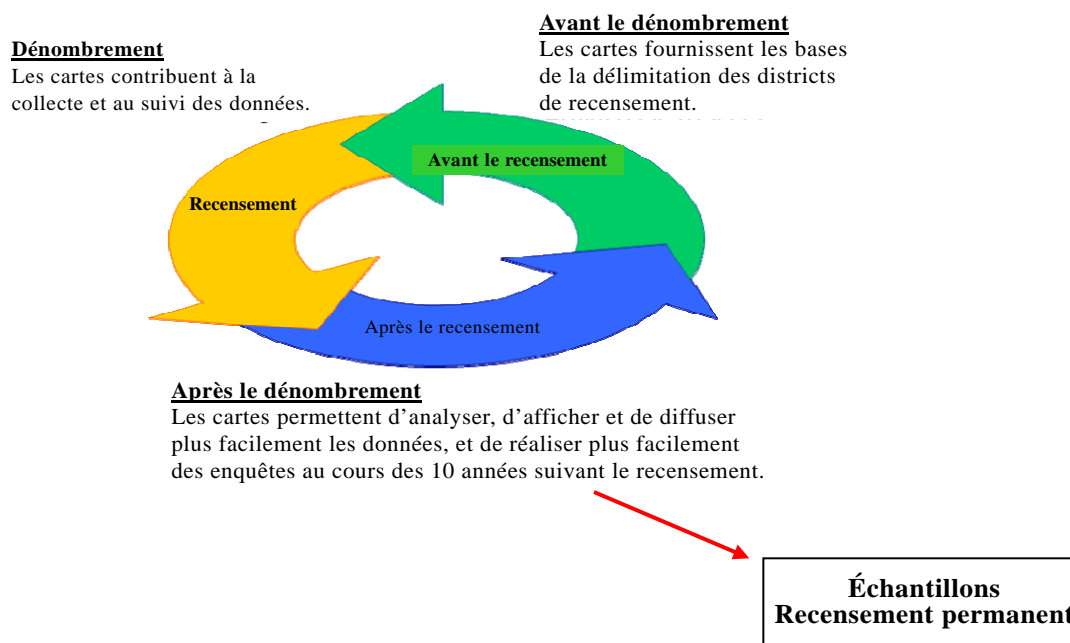 Avant le dénombrement
Les cartes fournissent les bases
de la délimitation des districts
de recensement.
Dénombrement
Les cartes contribuent à la
collecte et au suivi des données.
Avant le recensement
Recensement
Après le recensement
Après le dénombrement
Les cartes permettent d’analyser, d’afficher et de diffuser
plus facilement les données, et de réaliser plus facilement
des enquêtes au cours des 10 années suivant le recensement.
Échantillons
Recensement permanent